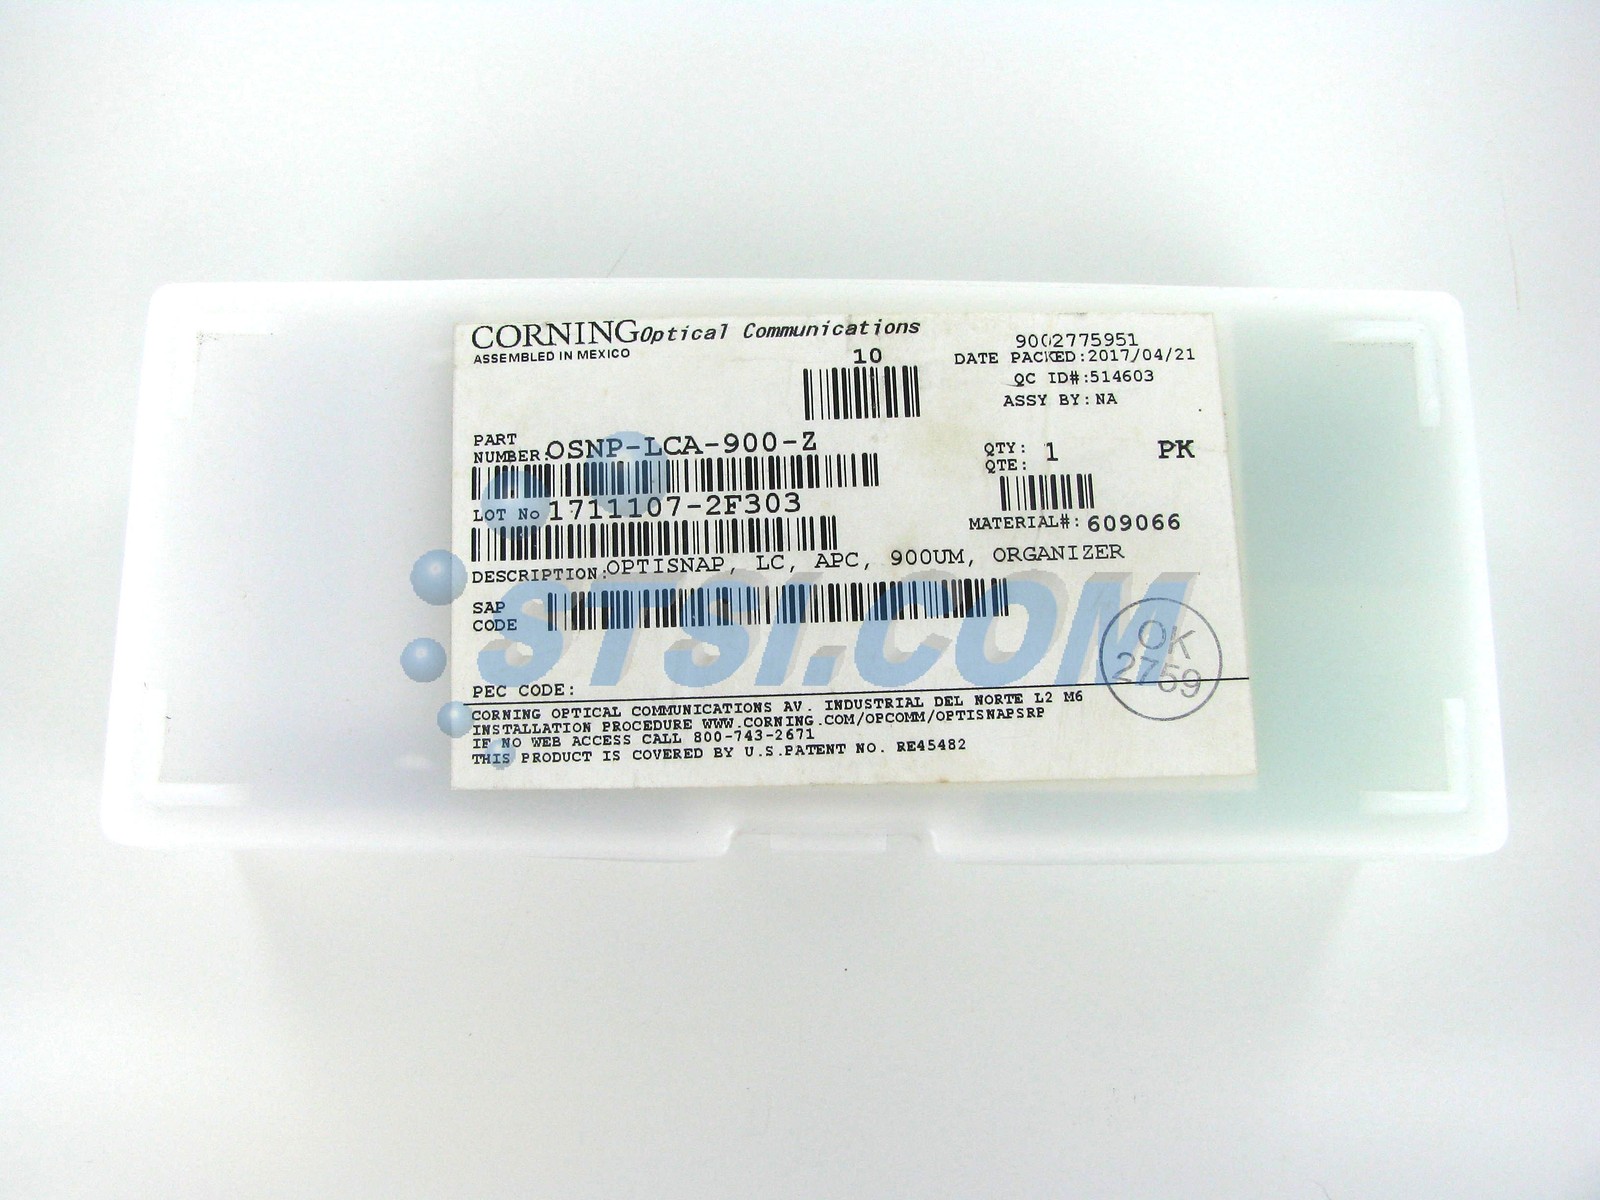 CORNING Optical Communications
ASSEMBLED IN MEXICO
10
9002775951
DATE PACKED:2017/04/21
QC ID#:514603
ASSY BY:NA
PART
NUMBER:OSNP-LCA-900-Z
QTY: 1 PK
QTE:
LOT No 1711107-2F303
MATERIAL#:609066
DESCRIPTION:OPTISNAP, LC, APC, 900UM, ORGANIZER
SAP
CODE
STSI.COM
OK
2759
PEC CODE:
CORNING OPTICAL COMMUNICATIONS AV. INDUSTRIAL DEL NORTE L2 M6
INSTALLATION PROCEDURE WWW.CORNING.COM/OPCOMM/OPTISNAPSRP
IF NO WEB ACCESS CALL 800-743-2671
THIS PRODUCT IS COVERED BY U.S.PATENT NO. RE45482